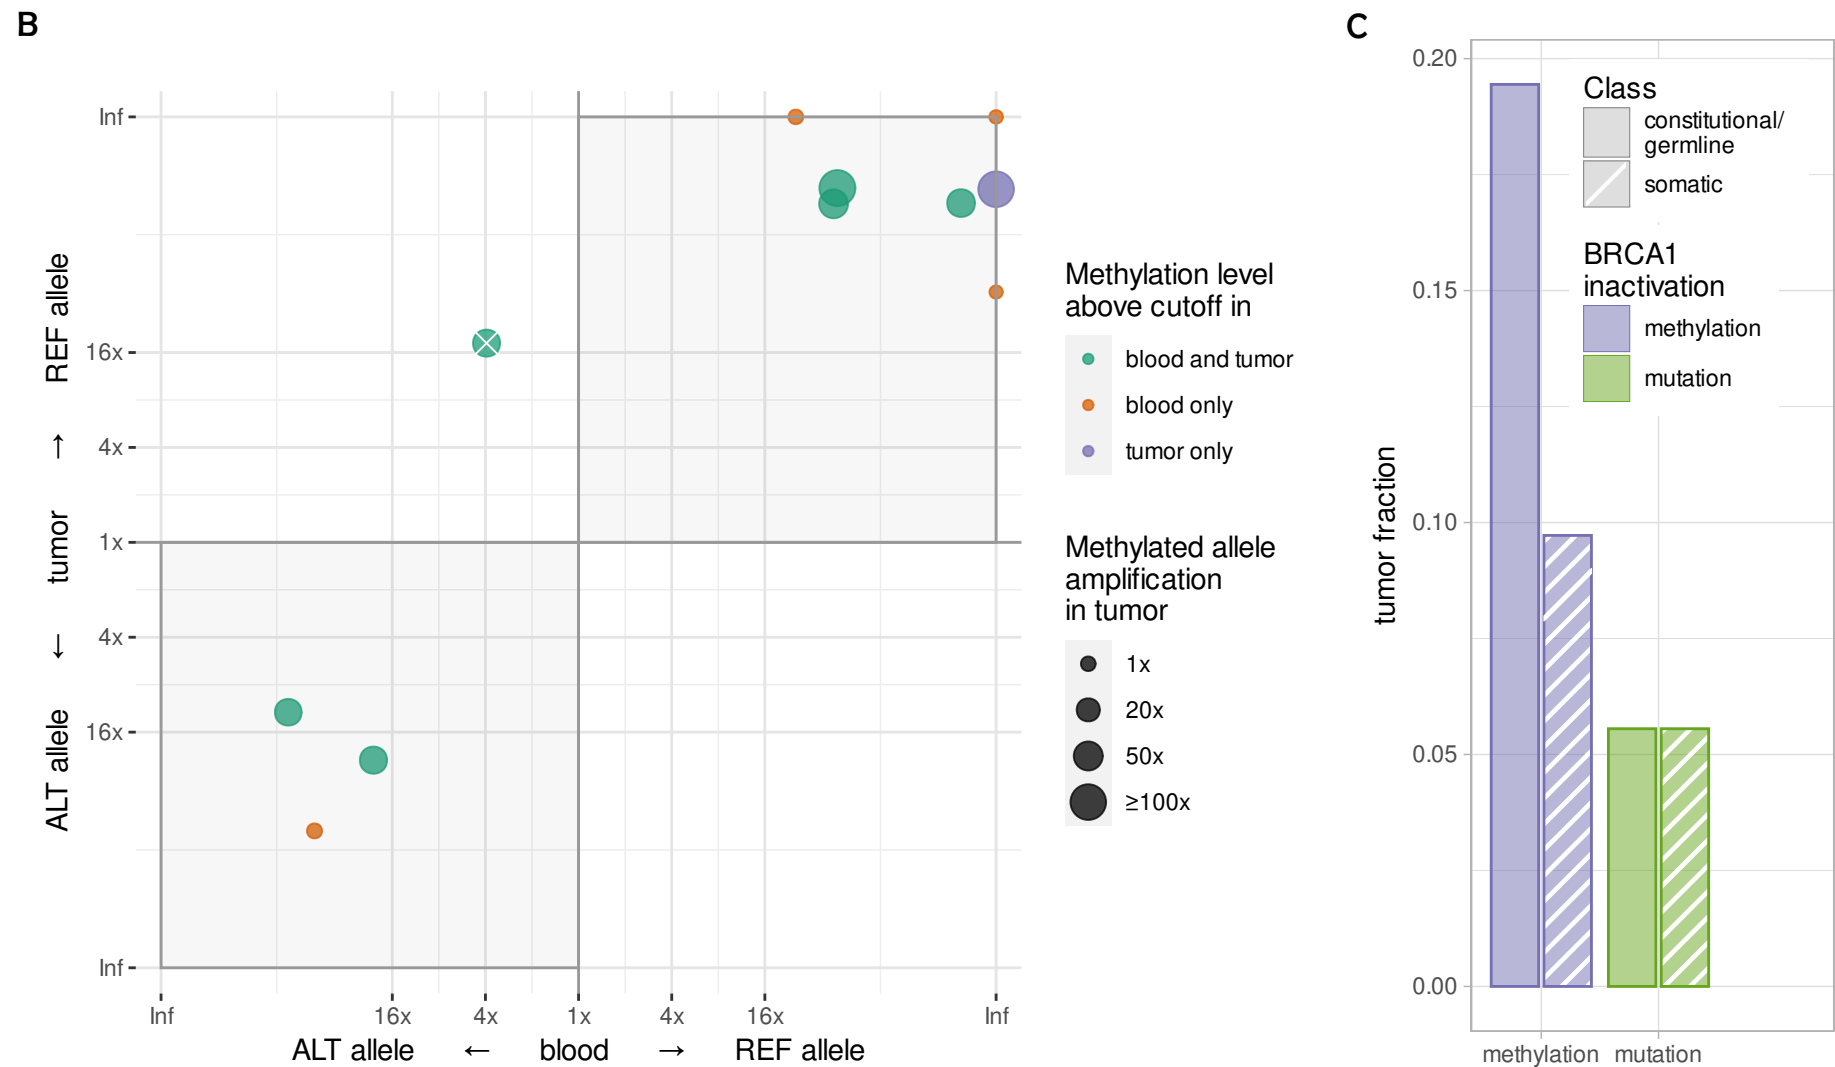 B
Inf
16x
4x
1x
4x
16x
Inf
ALT allele ← tumor → REF allele
Inf
16x
4x
1x
4x
16x
Inf
ALT allele ← blood → REF allele
Methylation level
above cutoff in
blood and tumor
blood only
tumor only
Methylated allele
amplification
in tumor
1x
20x
50x
≥100x
C
0.20
0.15
0.10
0.05
0.00
tumor fraction
Class
constitutional/
germline
somatic
BRCA1
inactivation
methylation
mutation
methylation
mutation